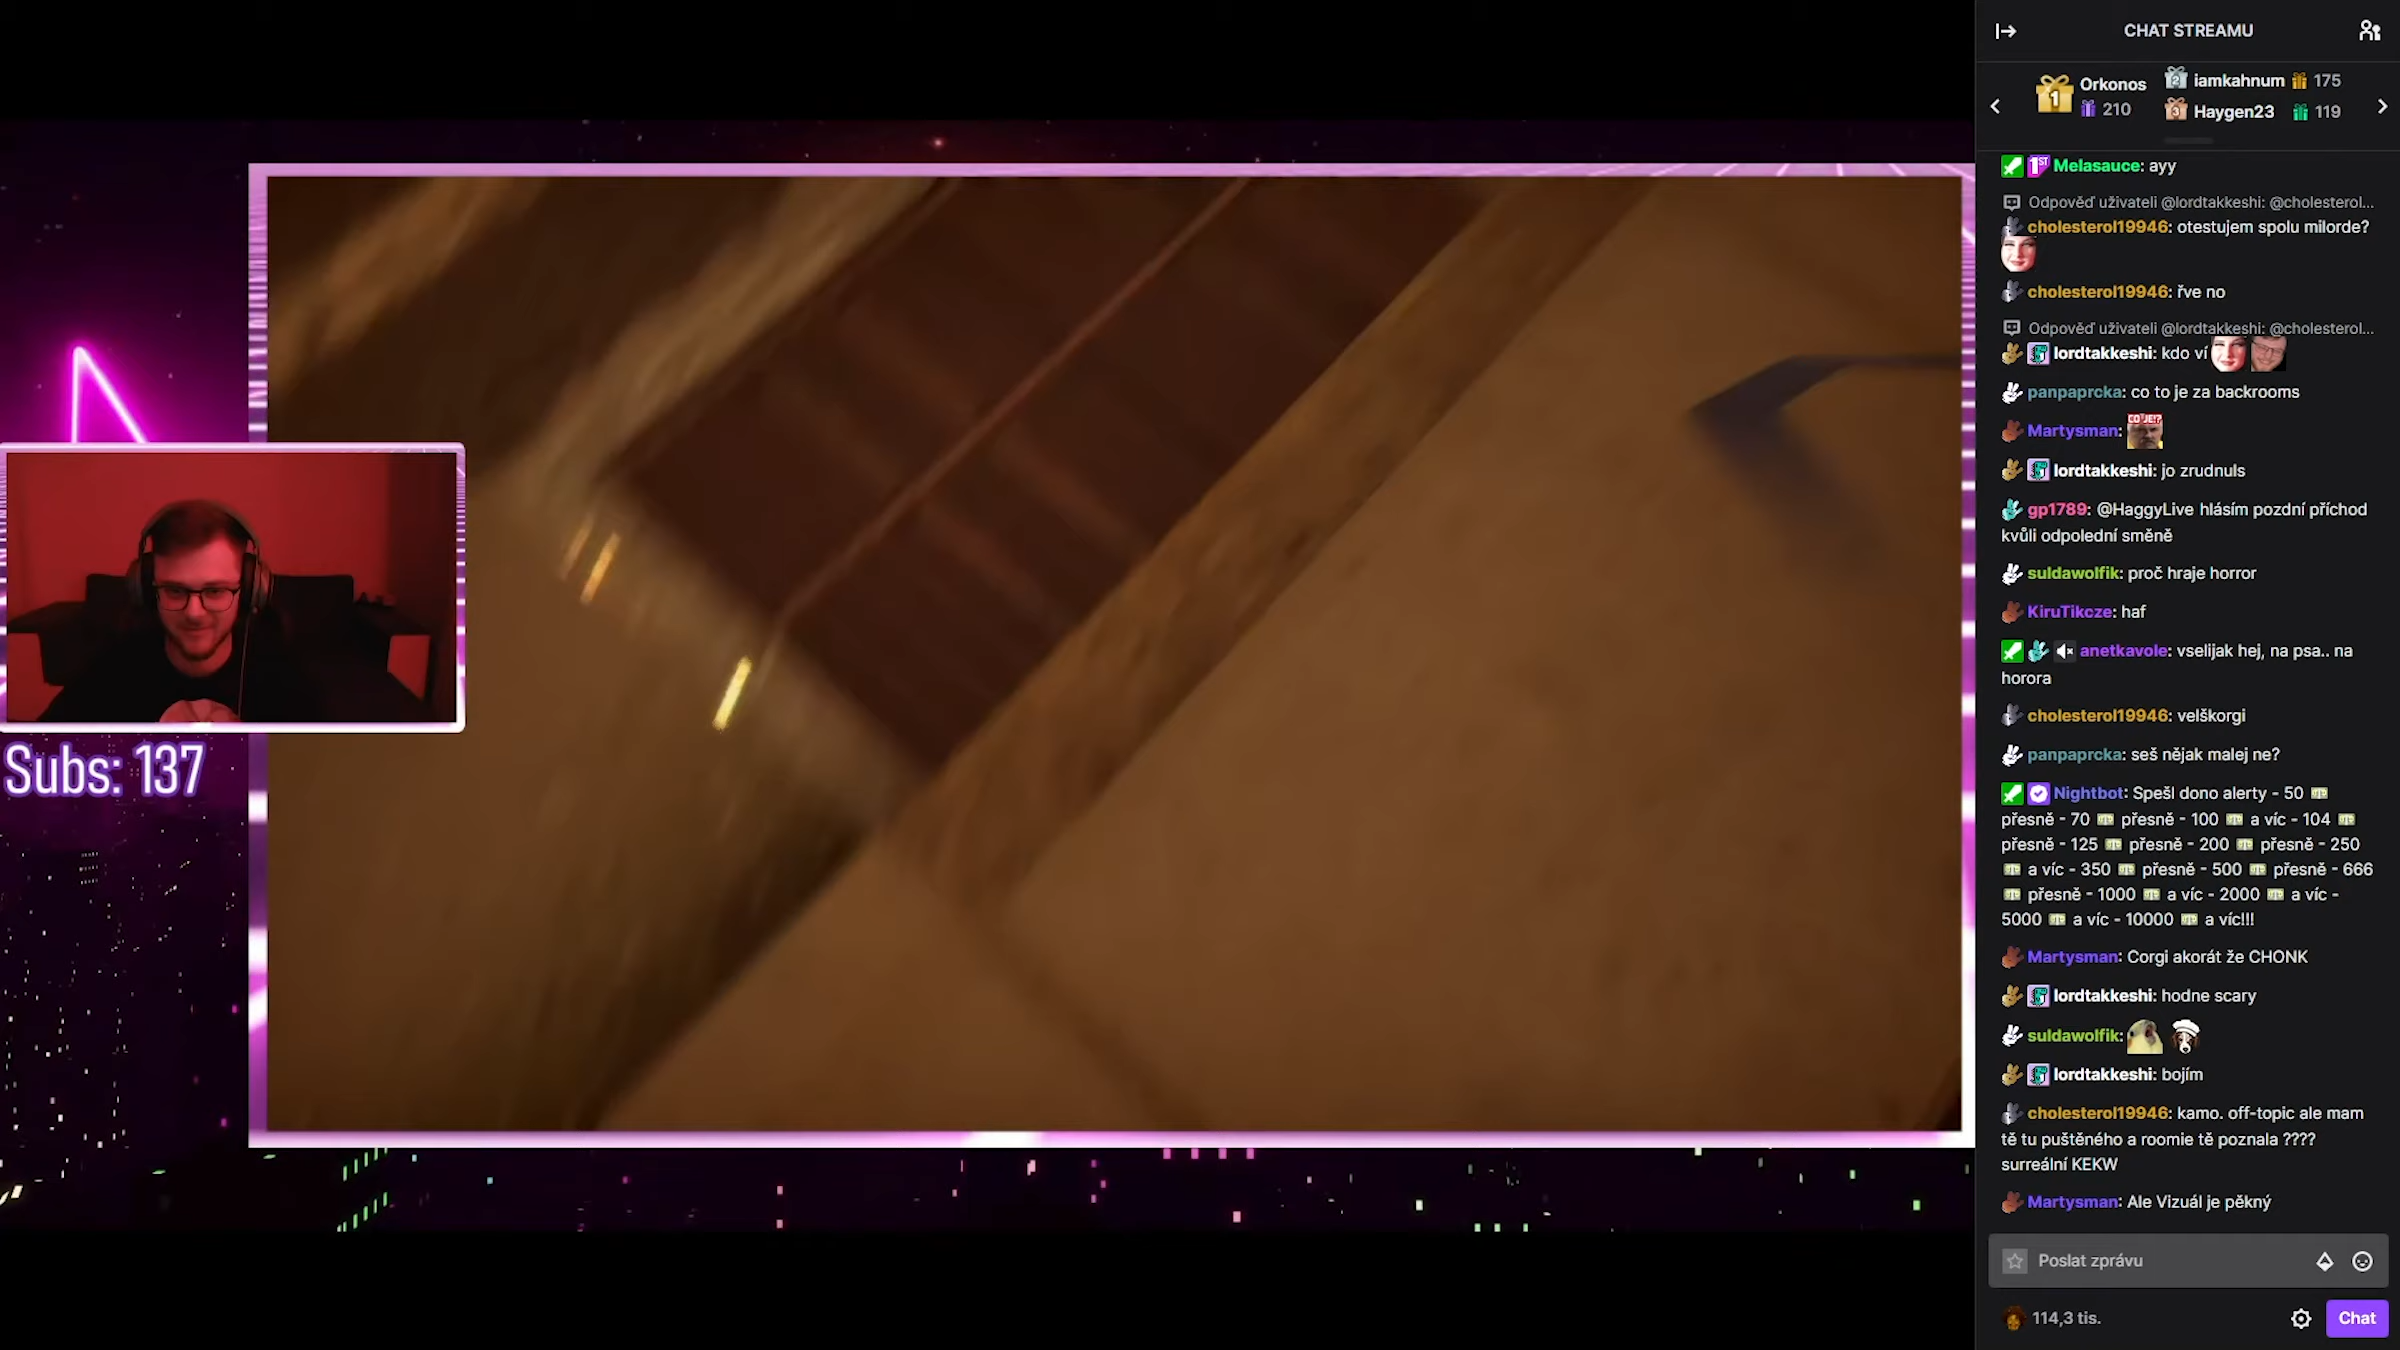 CHAT STREAMU
Orkonos
210
iamkahnum 175
Haygen23 119
Melasauce: ayy
Odpověď uživateli @lordtakkeshi: @cholesterol...
cholesterol19946: otestujem spolu milorde?
cholesterol19946: řve no
Odpověď uživateli @lordtakkeshi: @cholesterol...
lordtakkeshi: kdo ví
panpaprcka: co to je za backrooms
Martysman:
CO JE!?
lordtakkeshi: jo zrudnuls
gp1789: @HaggyLive hlásím pozdní příchod
kvůli odpolední směně
suldawolfik: proč hraje horror
KiruTikcze: haf
anetkavole: vselijak hej, na psa.. na
horora
cholesterol19946: velškorgi
panpaprcka: seš nějak malej ne?
Nightbot: Spešl dono alerty - 50
přesně - 70 přesně - 100 a víc - 104
přesně - 125 přesně - 200 přesně - 250
a víc - 350 přesně - 500 přesně - 666
přesně - 1000 a víc - 2000 a víc -
5000 a víc - 10000 a víc!!!
Martysman: Corgi akorát že CHONK
lordtakkeshi: hodne scary
suldawolfik:
lordtakkeshi: bojím
cholesterol19946: kamo. off-topic ale mam
tě tu puštěného a roomie tě poznala ????
surreální KEKW
Martysman: Ale Vizuál je pěkný
Poslat zprávu
114,3 tis.
Chat
Subs: 137